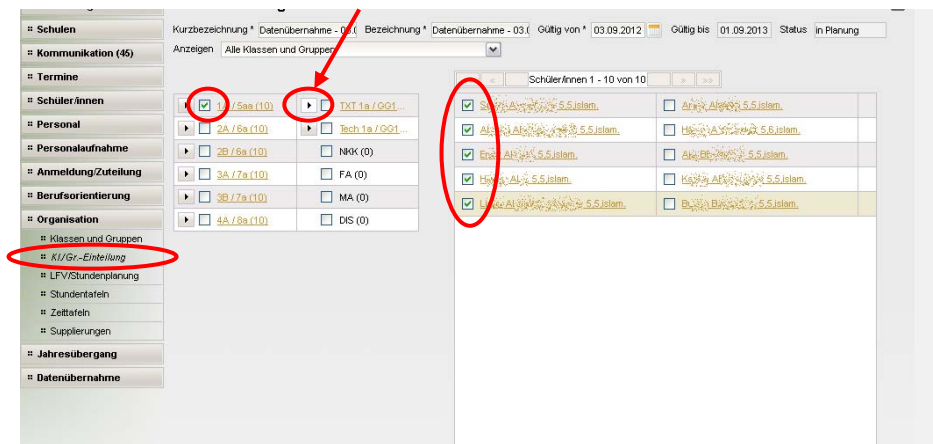 Schulen
Kurzbezeichnung * Datenübernahme - 03.( Bezeichnung * Datenübernahme - 03.( Gültig von * 03.09.2012 Gültig bis 01.09.2013 Status in Planung
Kommunikation (45)
Anzeigen Alle Klassen und Gruppen
Termine
Schüler/innen 1 - 10 von 10 > >>
Schüler/innen
1A / 5aa (10) TXT 1a / GG1...
5,5,islam.
5,5,islam.
Personal
2A / 6a (10) Tech 1a / GG1...
5,5,islam.
5,6,islam.
Personalaufnahme
2B / 6a (10) NKK (0)
5,5,islam.
5,5,islam.
Anmeldung/Zuteilung
3A / 7a (10) FA (0)
5,5,islam.
5,5,islam.
Berufsorientierung
3B / 7a (10) MA (0)
5,5,islam.
5,5,islam.
Organisation
4A / 8a (10) DIS (0)
Klassen und Gruppen
Kl/Gr.-Einteilung
LFV/Stundenplanung
Stundentafeln
Zeittafeln
Supplierungen
Jahresübergang
Datenübernahme